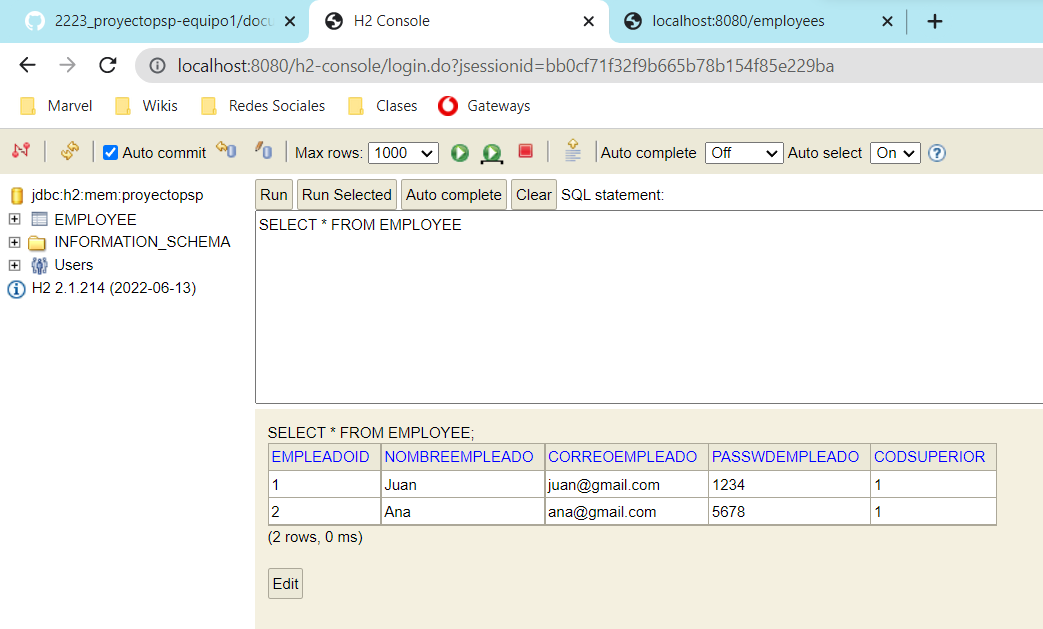 2223_proyectopsp-equipo1/docu
H2 Console
localhost:8080/employees
localhost:8080/h2-console/login.do?jsessionid=bb0cf71f32f9b665b78b154f85e229ba
Marvel Wikis Redes Sociales Clases Gateways
Auto commit Max rows: 1000 Auto complete Off Auto select On ?
jdbc:h2:mem:proyectopsp
EMPLOYEE
INFORMATION_SCHEMA
Users
H2 2.1.214 (2022-06-13)
Run Run Selected Auto complete Clear SQL statement:
SELECT * FROM EMPLOYEE
SELECT * FROM EMPLOYEE;
EMPLEADOID NOMBREEMPLEADO CORREOEMPLEADO PASSWDEMPLEADO CODSUPERIOR
1 Juan juan@gmail.com 1234 1
2 Ana ana@gmail.com 5678 1
(2 rows, 0 ms)
Edit